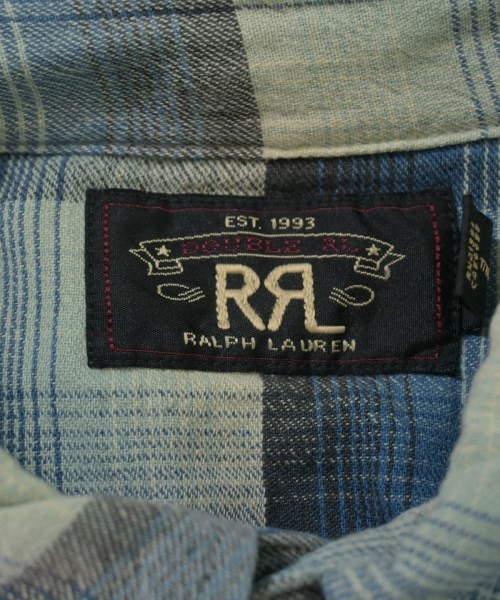 EST. 1993
DOUBLE RL
RRL
RALPH LAUREN